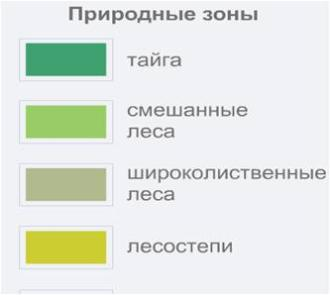 Природные зоны
тайга
смешанные
леса
широколиственные
леса
лесостепи